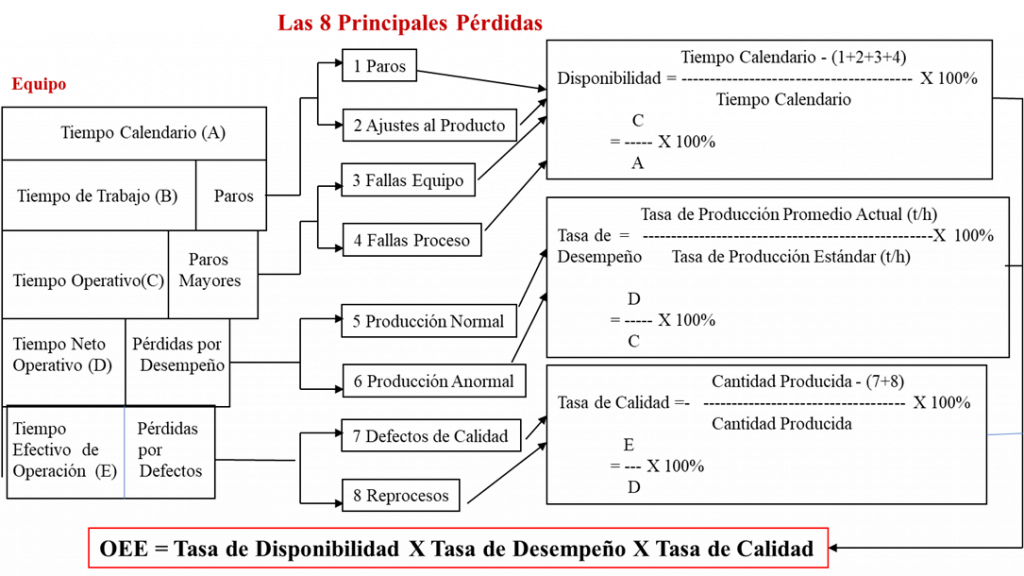 Las 8 Principales Pérdidas
Equipo
Tiempo Calendario (A)
Tiempo de Trabajo (B)
Paros
Tiempo Operativo(C)
Paros
Mayores
Tiempo Neto
Operativo (D)
Pérdidas por
Desempeño
Tiempo
Efectivo de
Operación (E)
Pérdidas
por
Defectos
1 Paros
2 Ajustes al Producto
3 Fallas Equipo
4 Fallas Proceso
5 Producción Normal
6 Producción Anormal
7 Defectos de Calidad
8 Reprocesos
Tiempo Calendario - (1+2+3+4)
Disponibilidad = ---------------------------------------- X 100%
Tiempo Calendario
C
= ----- X 100%
A
Tasa de Producción Promedio Actual (t/h)
Tasa de = --------------------------------------------------X 100%
Desempeño Tasa de Producción Estándar (t/h)
D
= ----- X 100%
C
Cantidad Producida - (7+8)
Tasa de Calidad =- ----------------------------------- X 100%
Cantidad Producida
E
= --- X 100%
D
OEE = Tasa de Disponibilidad X Tasa de Desempeño X Tasa de Calidad